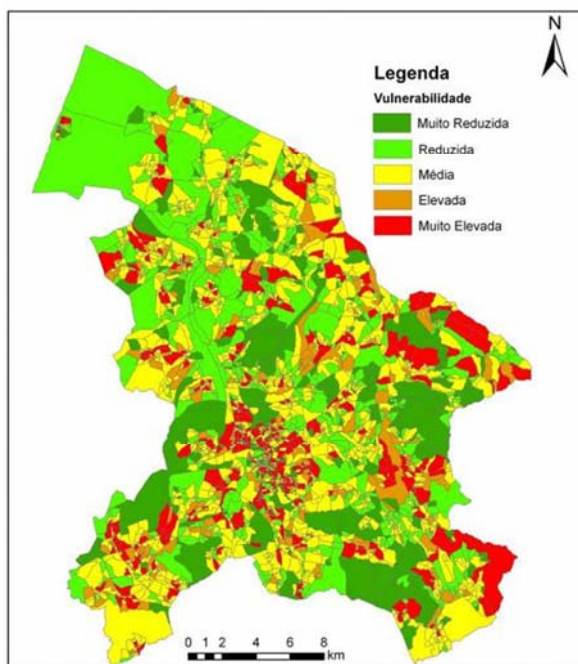 N
Legenda
Vulnerabilidade
Muito Reduzida
Reduzida
Média
Elevada
Muito Elevada
0 1 2 4 6 8
km